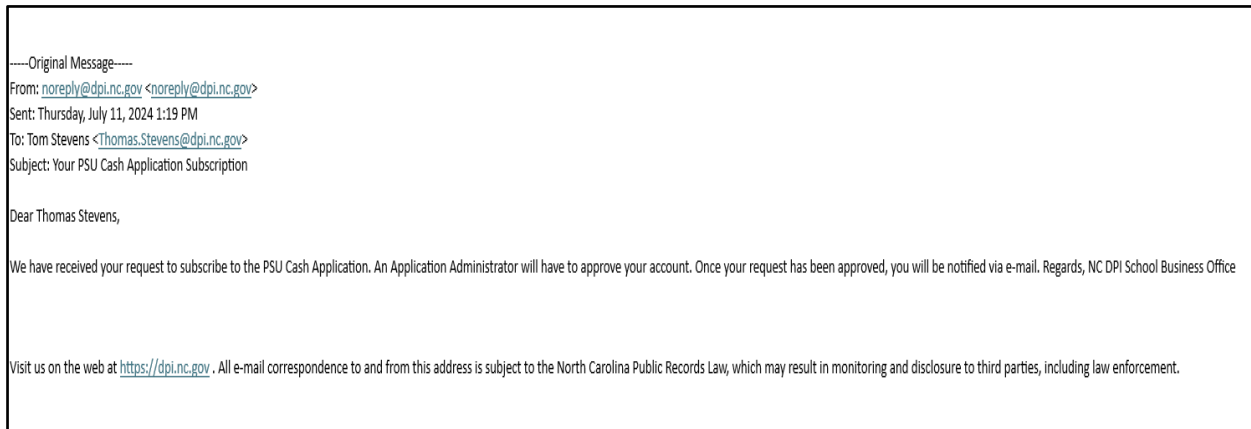 -----Original Message-----
From: noreply@dpi.nc.gov <noreply@dpi.nc.gov>
Sent: Thursday, July 11, 2024 1:19 PM
To: Tom Stevens <Thomas.Stevens@dpi.nc.gov>
Subject: Your PSU Cash Application Subscription
Dear Thomas Stevens,
We have received your request to subscribe to the PSU Cash Application. An Application Administrator will have to approve your account. Once your request has been approved, you will be notified via e-mail. Regards, NC DPI School Business Office
Visit us on the web at https://dpi.nc.gov . All e-mail correspondence to and from this address is subject to the North Carolina Public Records Law, which may result in monitoring and disclosure to third parties, including law enforcement.